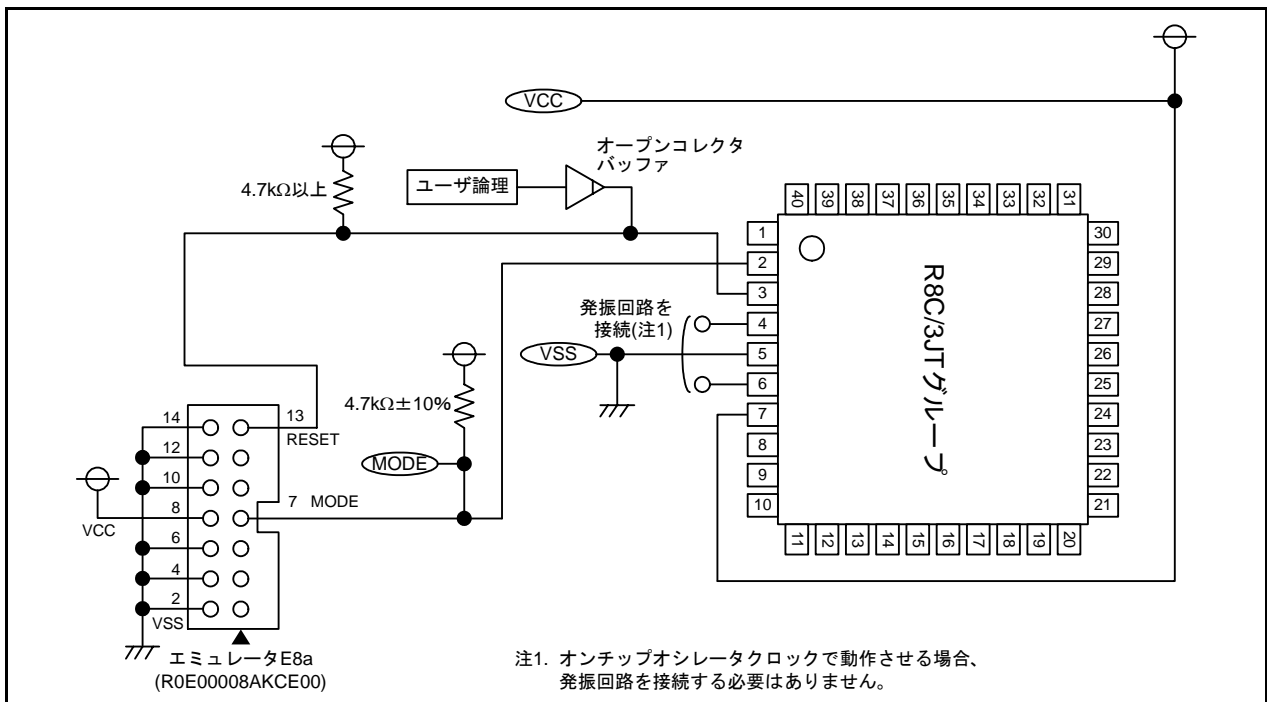 VCC
オープンコレクタ
バッファ
4.7kΩ以上
ユーザ論理
40 39 38 37 36 35 34 33 32 31
1
2
3
4
5
6
7
8
9
10
30
29
28
27
26
25
24
23
22
21
11 12 13 14 15 16 17 18 19 20
R8C/3JTグループ
発振回路を
接続(注1)
VSS
4.7kΩ±10%
MODE
14
13
RESET
12
10
8
7 MODE
VCC
6
4
2
VSS
エミュレータE8a
(R0E00008AKCE00)
注1. オンチップオシレータクロックで動作させる場合、
発振回路を接続する必要はありません。